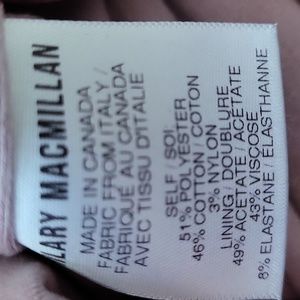 LARY MACMILLAN
MADE IN CANADA
FABRIC FROM ITALY /
FABRIQUÉ AU CANADA
AVEC TISSU D'ITALIE
SELF / SOI
51% POLYESTER
46% COTTON / COTON
3% NYLON
LINING / DOUBLURE
49% ACETATE / ACÉTATE
43% VISCOSE
8% ELASTANE / ELASTHANNE